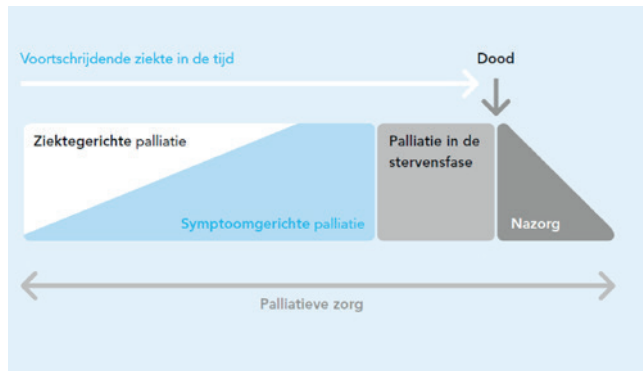 Voortschrijdende ziekte in de tijd
Dood
Ziektegerichte palliatie
Palliatie in de
stervensfase
Symptoomgerichte palliatie
Nazorg
Palliatieve zorg